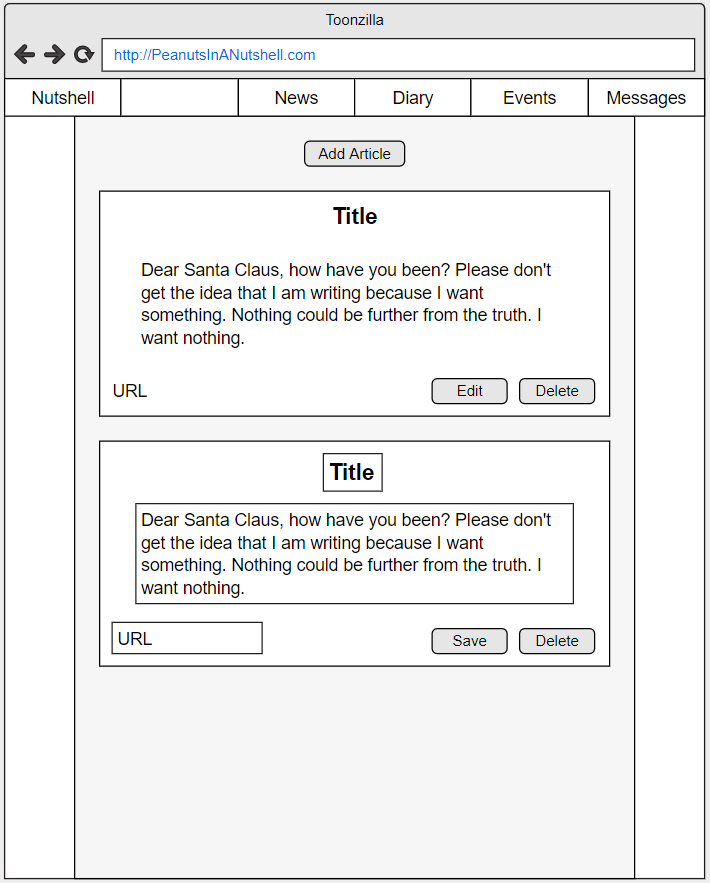 Toonzilla
http://PeanutsInANutshell.com
Nutshell News Diary Events Messages
Add Article
Title
Dear Santa Claus, how have you been? Please don't
get the idea that I am writing because I want
something. Nothing could be further from the truth. I
want nothing.
URL Edit Delete
Title
Dear Santa Claus, how have you been? Please don't
get the idea that I am writing because I want
something. Nothing could be further from the truth. I
want nothing.
URL Save Delete